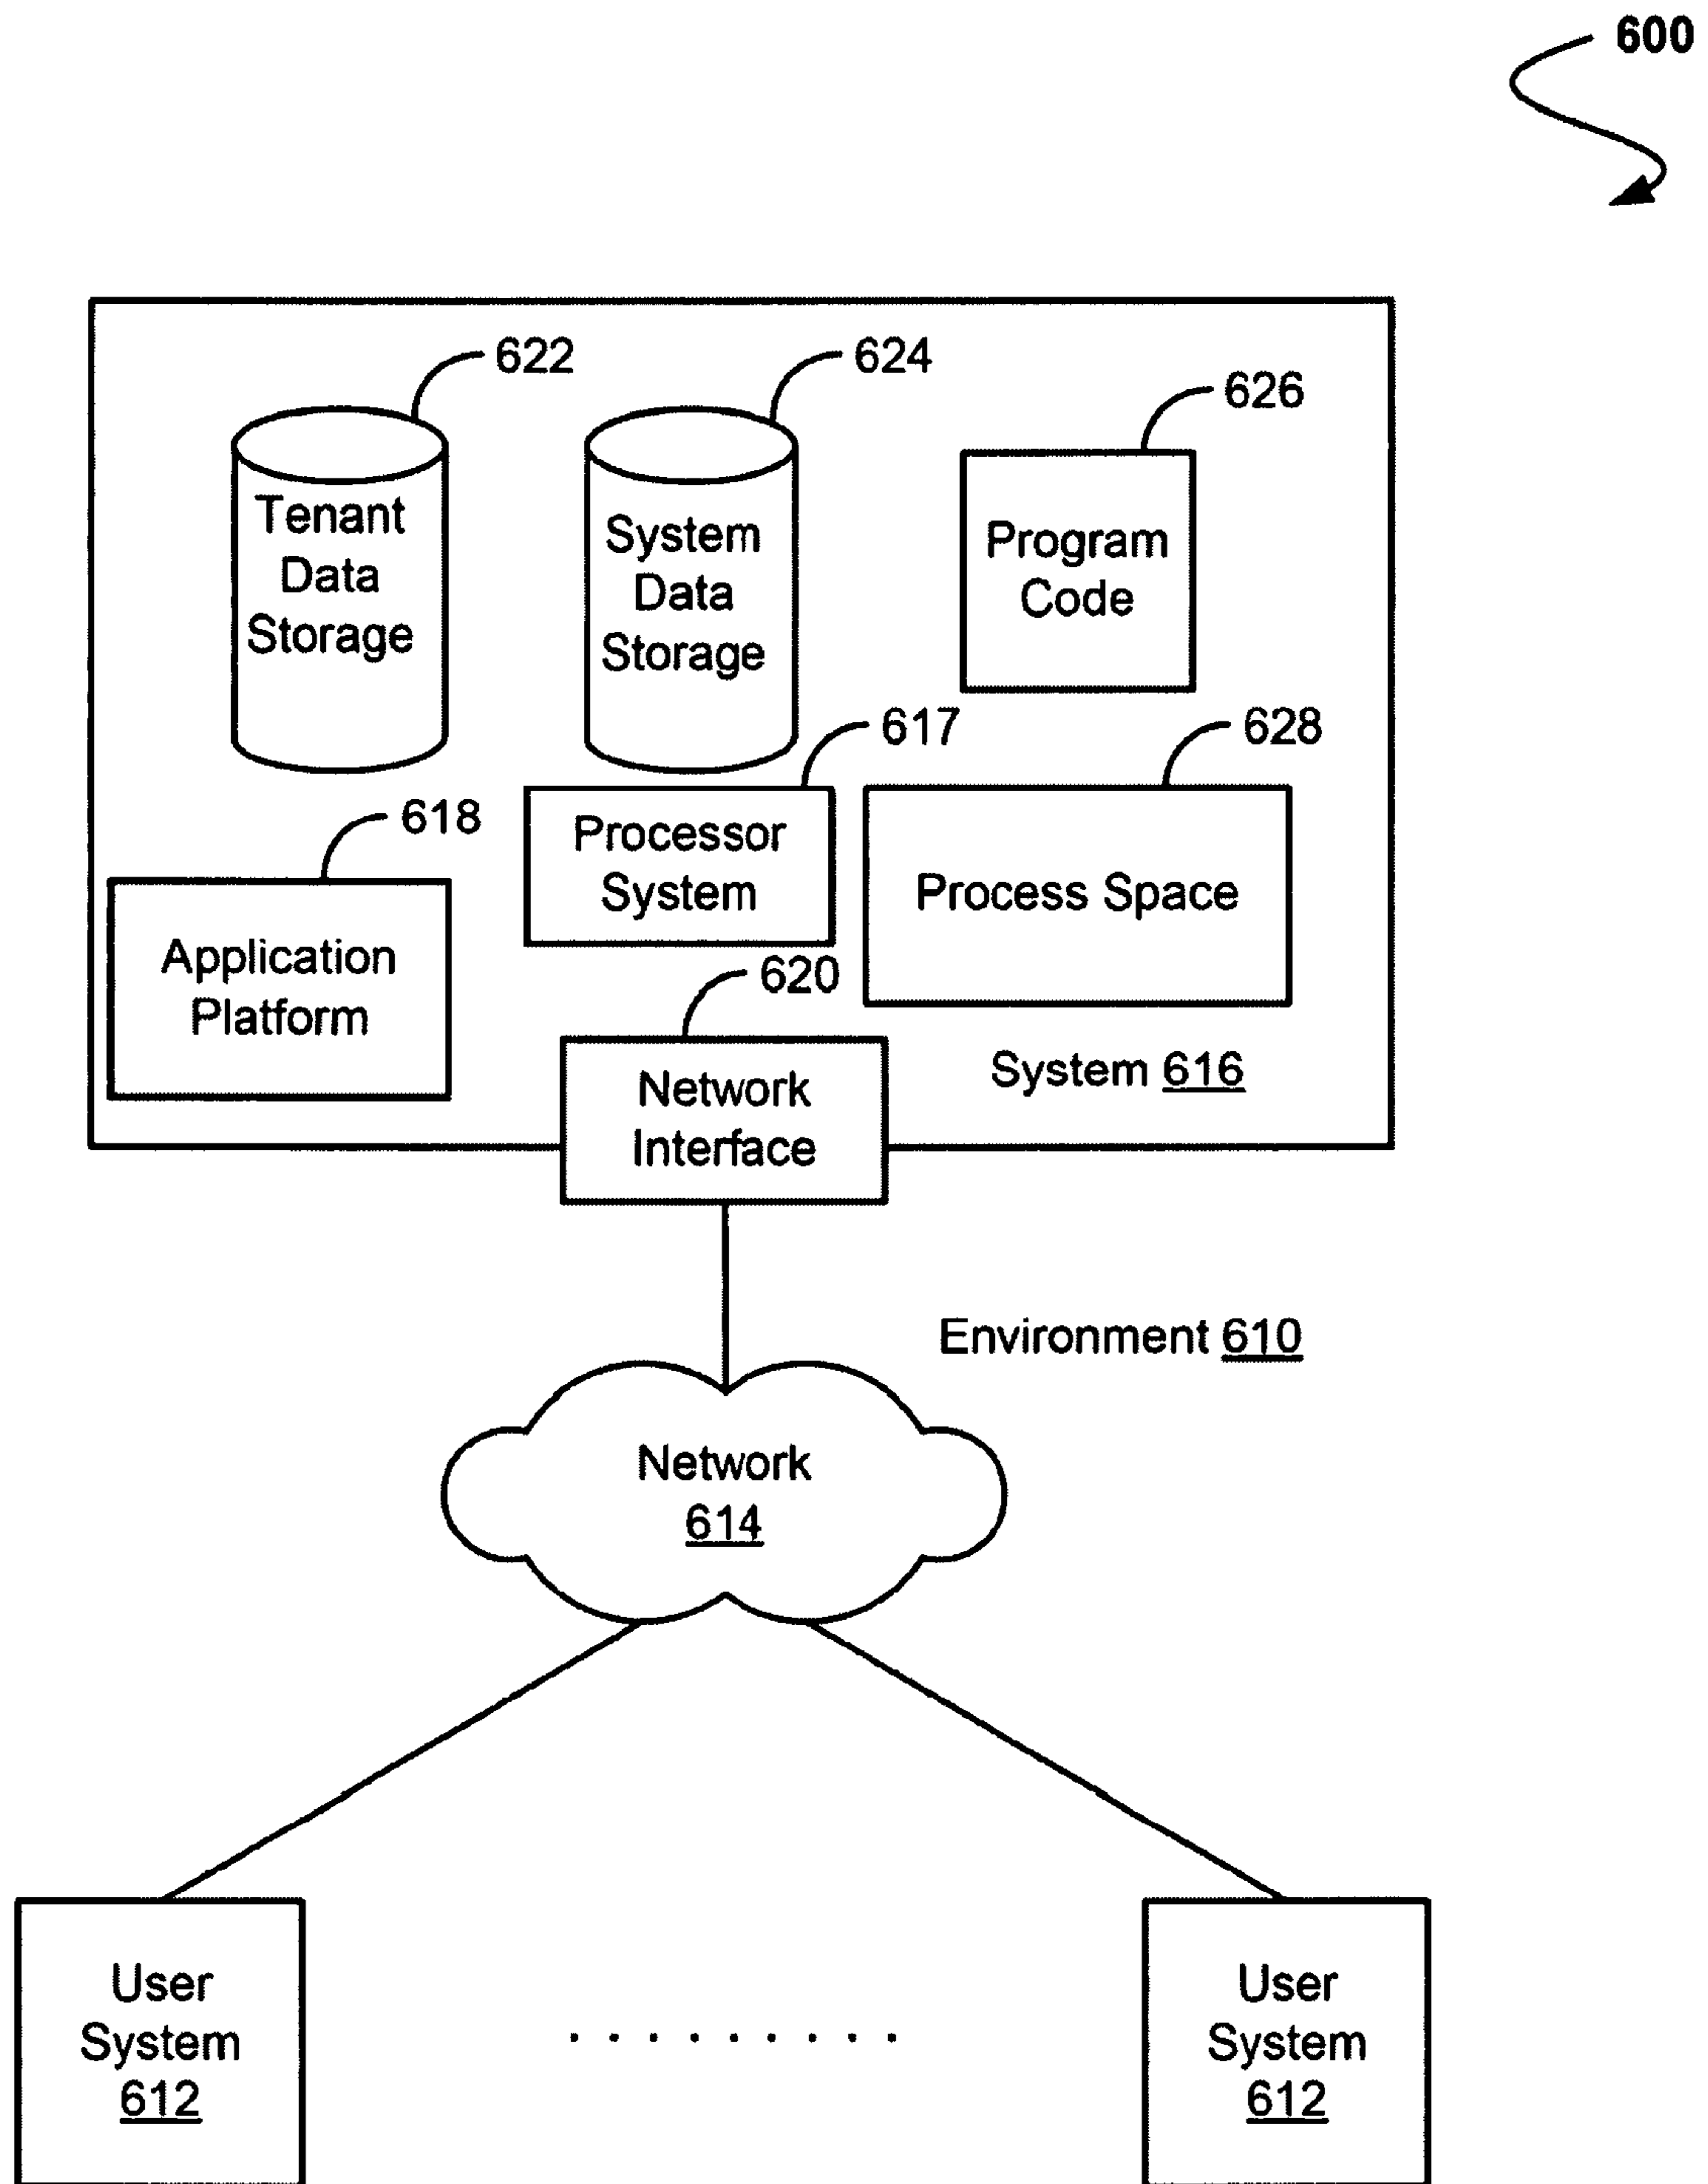 600
622
624
626
Tenant
Data
Storage
System
Data
Storage
Program
Code
617
628
618
Processor
System
Process Space
Application
Platform
620
Network
Interface
System 616
Environment 610
Network
614
User
System
612
User
System
612